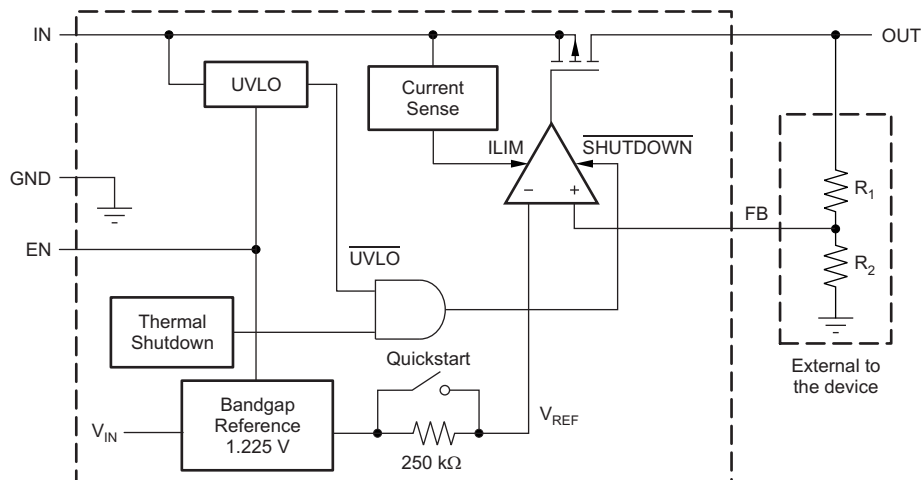 IN
OUT
UVLO
Current
Sense
ILIM
SHUTDOWN
GND
− +
FB
R1
EN
UVLO
R2
Thermal
Shutdown
Quickstart
External to
the device
VIN
Bandgap
Reference
1.225 V
VREF
250 kΩ